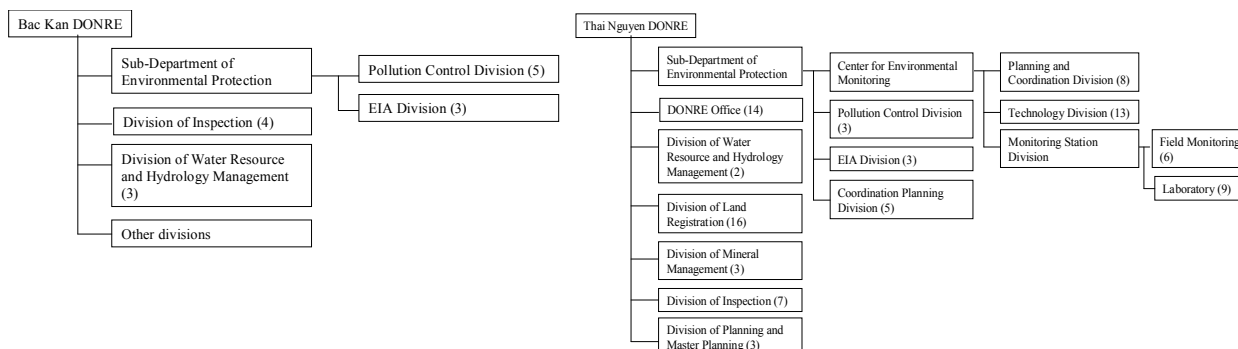 Bac Kan DONRE
Sub-Department of
Environmental Protection
Pollution Control Division (5)
EIA Division (3)
Division of Inspection (4)
Division of Water Resource
and Hydrology Management
(3)
Other divisions
Thai Nguyen DONRE
Sub-Department of
Environmental Protection
Center for Environmental
Monitoring
Planning and
Coordination Division (8)
Technology Division (13)
Monitoring Station
Division
Field Monitoring
(6)
Laboratory (9)
Pollution Control Division
(3)
EIA Division (3)
Coordination Planning
Division (5)
DONRE Office (14)
Division of Water
Resource and Hydrology
Management (2)
Division of Land
Registration (16)
Division of Mineral
Management (3)
Division of Inspection (7)
Division of Planning and
Master Planning (3)